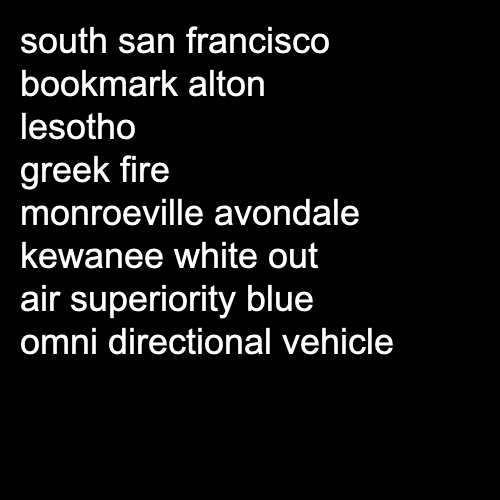 south san francisco
bookmark alton
lesotho
greek fire
monroeville avondale
kewanee white out
air superiority blue
omni directional vehicle